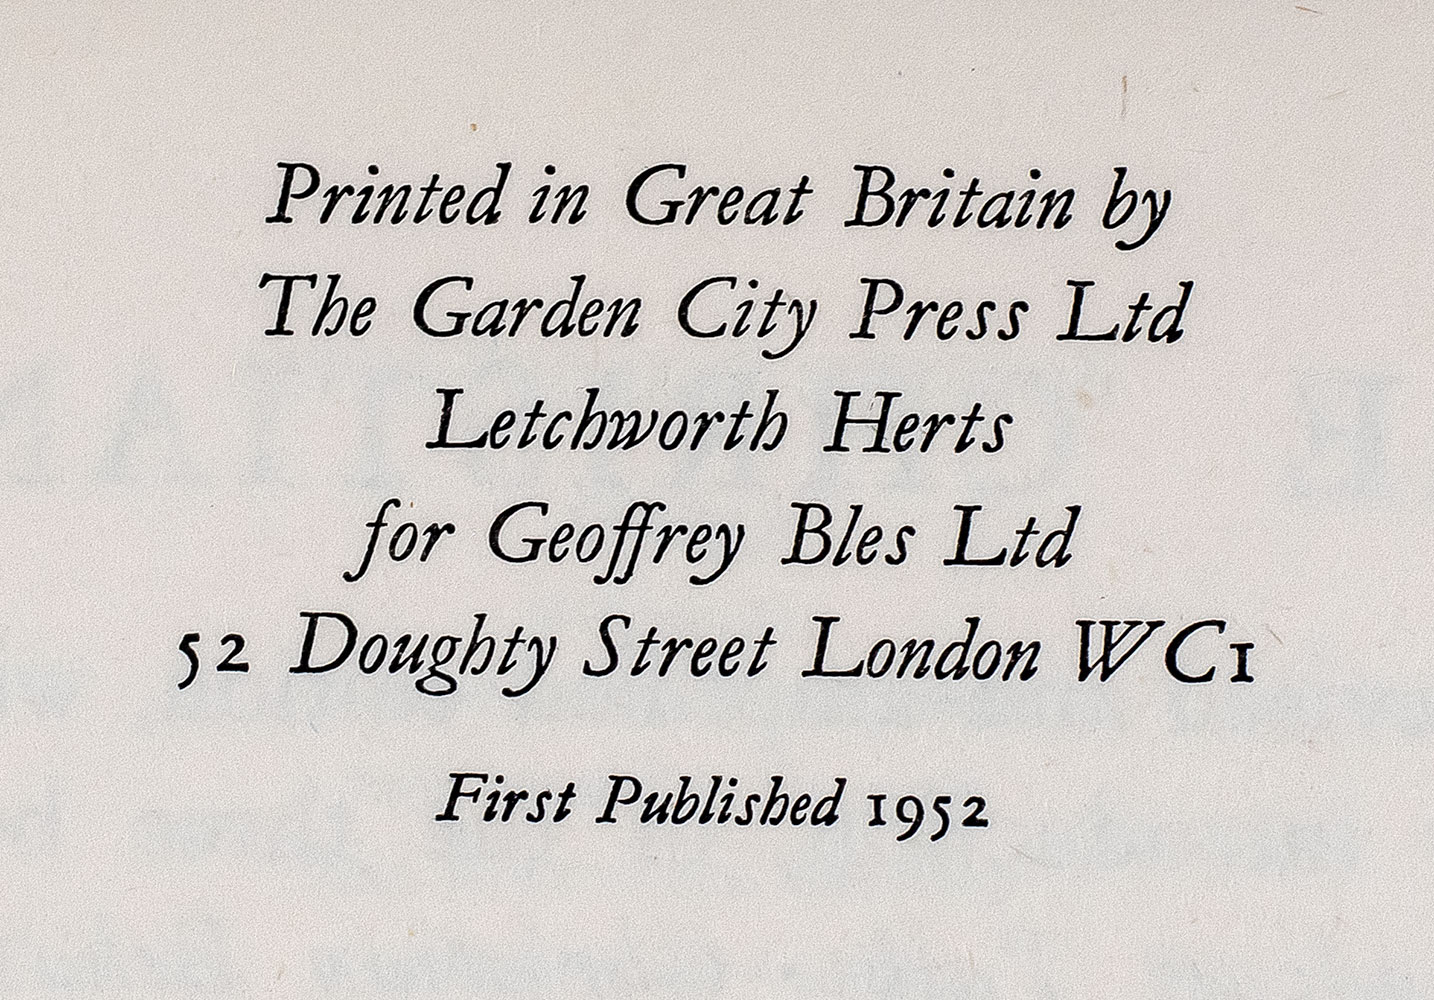 Printed in Great Britain by
The Garden City Press Ltd
Letchworth Herts
for Geoffrey Bles Ltd
52 Doughty Street London WC1
First Published 1952